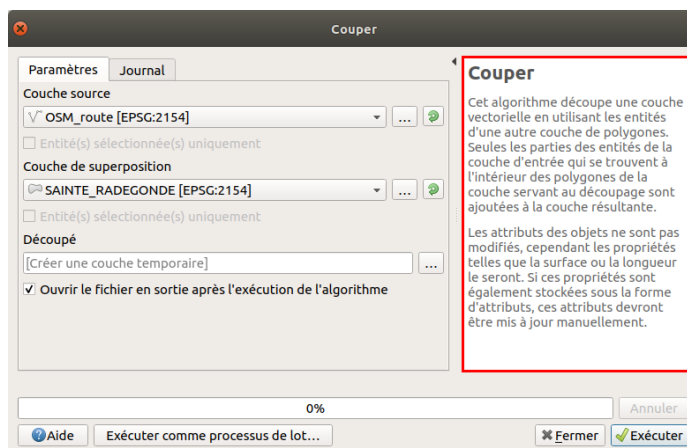 Couper
Paramètres
Journal
Couche source
OSM_route [EPSG:2154]
...
Entité(s) sélectionnée(s) uniquement
Couche de superposition
SAINTE_RADEGONDE [EPSG:2154]
...
Entité(s) sélectionnée(s) uniquement
Découpé
[Créer une couche temporaire]
...
Ouvrir le fichier en sortie après l'exécution de l'algorithme
Couper
Cet algorithme découpe une couche
vectorielle en utilisant les entités
d'une autre couche de polygones.
Seules les parties des entités de la
couche d'entrée qui se trouvent à
l'intérieur des polygones de la
couche servant au découpage sont
ajoutées à la couche résultante.
Les attributs des objets ne sont pas
modifiés, cependant les propriétés
telles que la surface ou la longueur
le seront. Si ces propriétés sont
également stockées sous la forme
d'attributs, ces attributs devront
être mis à jour manuellement.
0%
Annuler
Aide
Exécuter comme processus de lot...
Fermer
Exécuter